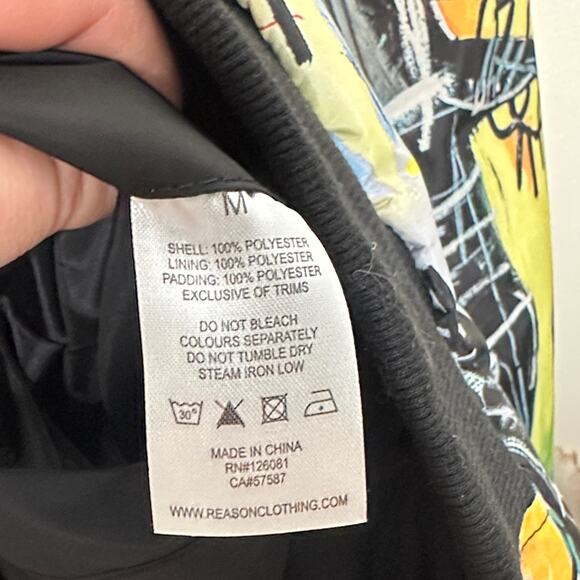 M
SHELL: 100% POLYESTER
LINING: 100% POLYESTER
PADDING: 100% POLYESTER
EXCLUSIVE OF TRIMS
DO NOT BLEACH
COLOURS SEPARATELY
DO NOT TUMBLE DRY
STEAM IRON LOW
30°
MADE IN CHINA
RN#126081
CA#57587
WWW.REASONCLOTHING.COM